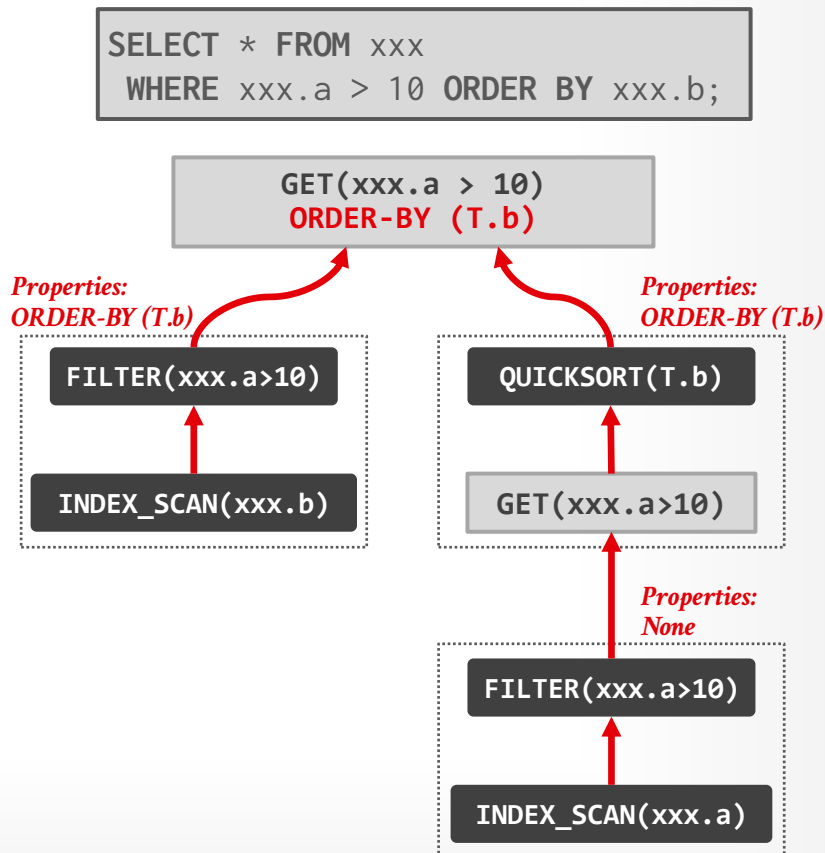 SELECT * FROM xxx
WHERE xxx.a > 10 ORDER BY xxx.b;
GET(xxx.a > 10)
ORDER-BY (T.b)
Properties:
ORDER-BY (T.b)
Properties:
ORDER-BY (T.b)
FILTER(xxx.a>10)
QUICKSORT(T.b)
INDEX_SCAN(xxx.b)
GET(xxx.a>10)
Properties:
None
FILTER(xxx.a>10)
INDEX_SCAN(xxx.a)